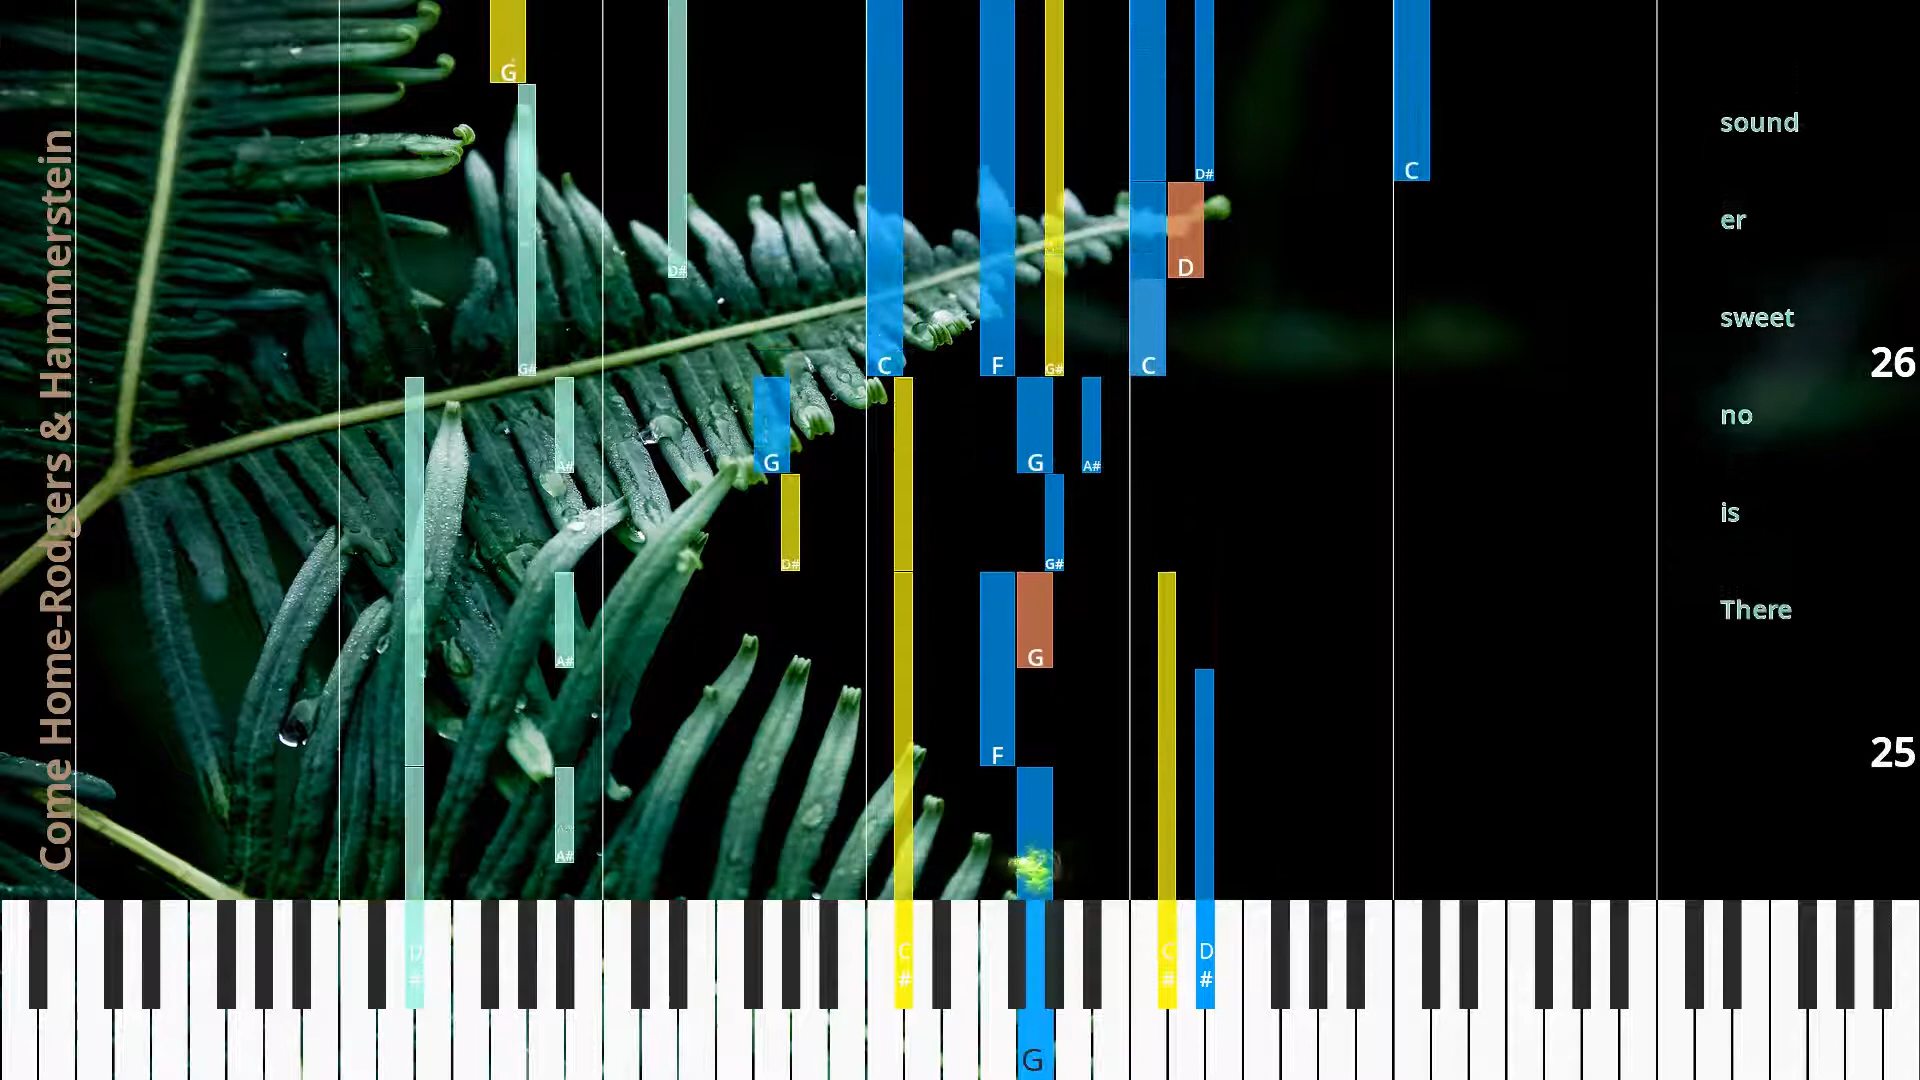 Come Home-Rodgers & Hammerstein
G
sound
D#
C
er
D
D#
sweet
G#
C
F
G#
C
26
no
A#
G
G
A#
is
D#
G#
There
A#
G
F
25
A#
D
#
C
#
C
#
D
#
G